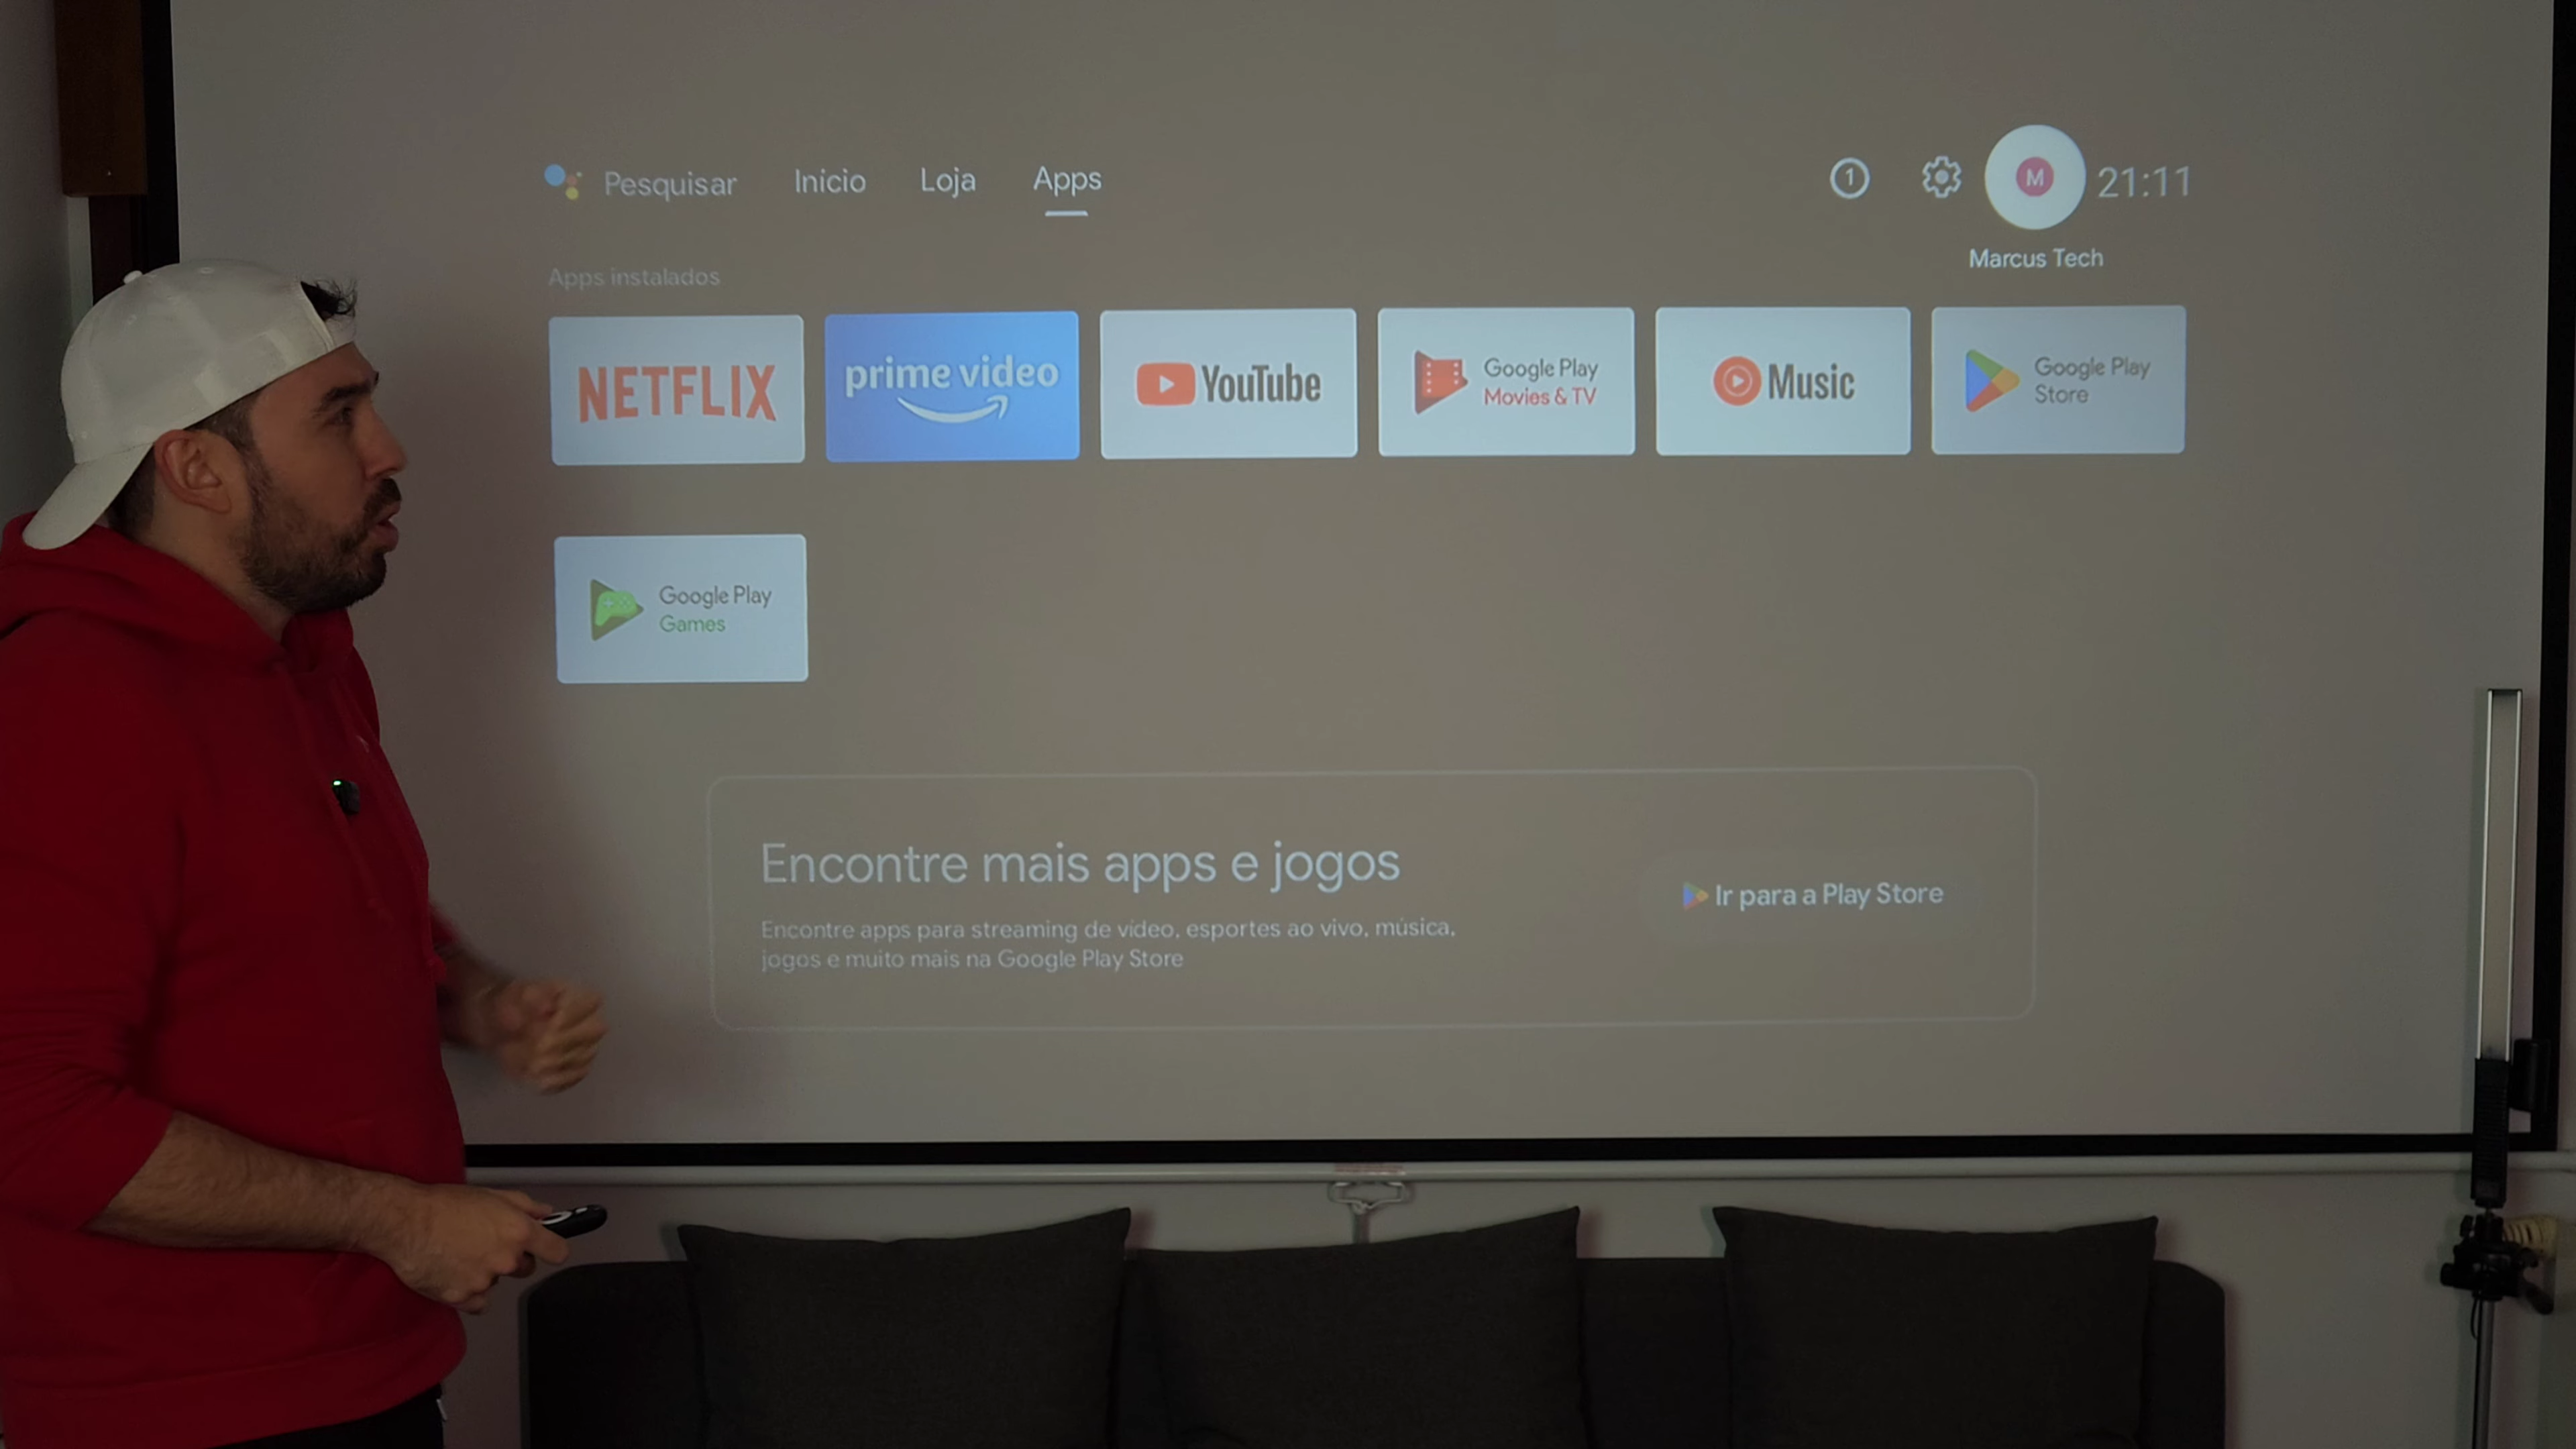 Pesquisar Inicio Loja Apps 1 M 21:11
Marcus Tech
Apps instalados
NETFLIX
prime video
YouTube
Google Play
Movies & TV
Music
Google Play
Store
Google Play
Games
Encontre mais apps e jogos
Encontre apps para streaming de vídeo, esportes ao vivo, música,
jogos e muito mais na Google Play Store
Ir para a Play Store